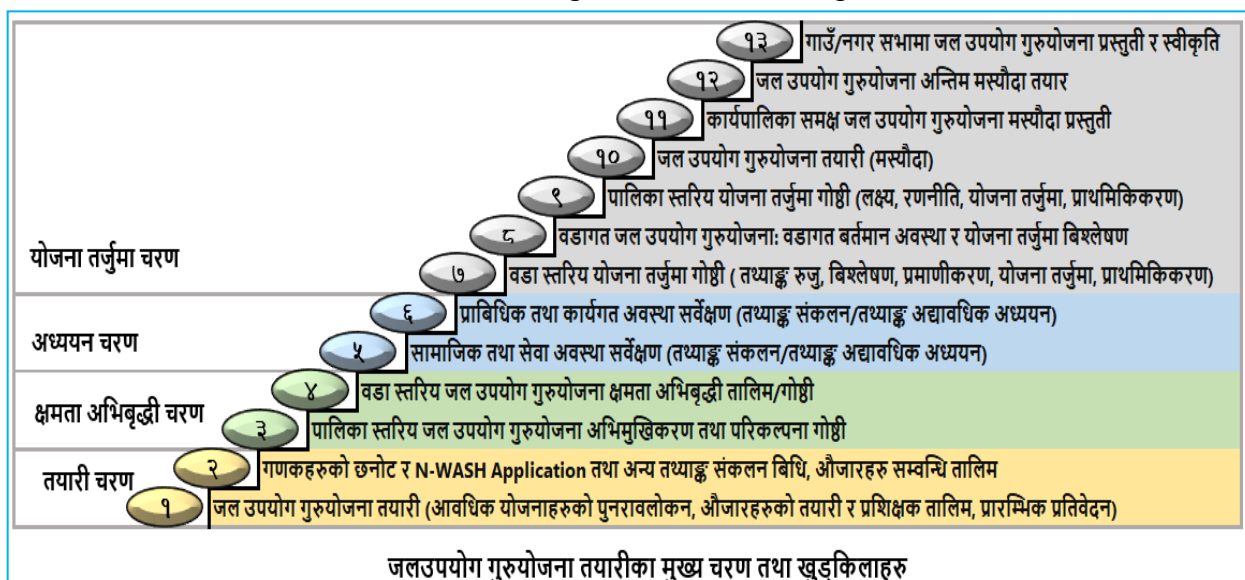 १३ गाउँ/नगर सभामा जल उपयोग गुरुयोजना प्रस्तुती र स्वीकृति
१२ जल उपयोग गुरुयोजना अन्तिम मस्यौदा तयार
११ कार्यपालिका समक्ष जल उपयोग गुरुयोजना मस्यौदा प्रस्तुती
१० जल उपयोग गुरुयोजना तयारी (मस्यौदा)
९ पालिका स्तरिय योजना तर्जुमा गोष्ठी (लक्ष्य, रणनीति, योजना तर्जुमा, प्राथमिकिकरण)
८ वडागत जल उपयोग गुरुयोजना: वडागत बर्तमान अवस्था र योजना तर्जुमा बिश्लेषण
योजना तर्जुमा चरण
७ वडा स्तरिय योजना तर्जुमा गोष्ठी ( तथ्याङ्क रुजु, बिश्लेषण, प्रमाणीकरण, योजना तर्जुमा, प्राथमिकिकरण)
६ प्राबिधिक तथा कार्यगत अवस्था सर्वेक्षण (तथ्याङ्क संकलन/तथ्याङ्क अद्यावधिक अध्ययन)
अध्ययन चरण
५ सामाजिक तथा सेवा अवस्था सर्वेक्षण (तथ्याङ्क संकलन/तथ्याङ्क अद्यावधिक अध्ययन)
४ वडा स्तरिय जल उपयोग गुरुयोजना क्षमता अभिबृद्धी तालिम/गोष्ठी
क्षमता अभिबृद्धी चरण
३ पालिका स्तरिय जल उपयोग गुरुयोजना अभिमुखिकरण तथा परिकल्पना गोष्ठी
२ गणकहरुको छनोट र N-WASH Application तथा अन्य तथ्याङ्क संकलन बिधि, औजारहरु सम्वन्धि तालिम
तयारी चरण
१ जल उपयोग गुरुयोजना तयारी (आवधिक योजनाहरुको पुनरावलोकन, औजारहरुको तयारी र प्रशिक्षक तालिम, प्रारम्भिक प्रतिवेदन)
जलउपयोग गुरुयोजना तयारीका मुख्य चरण तथा खुड्किलाहरु